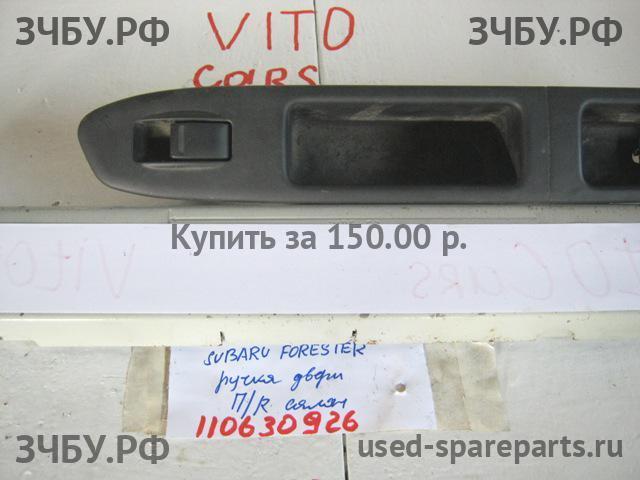 ЗЧБУ.РФ
VITO
ЗЧБУ.РФ
cars
Купить за 150.00 р.
SUBARU FORESTER
ручка двери
П/R салон
110630926
ЗЧБУ.РФ
used-spareparts.ru